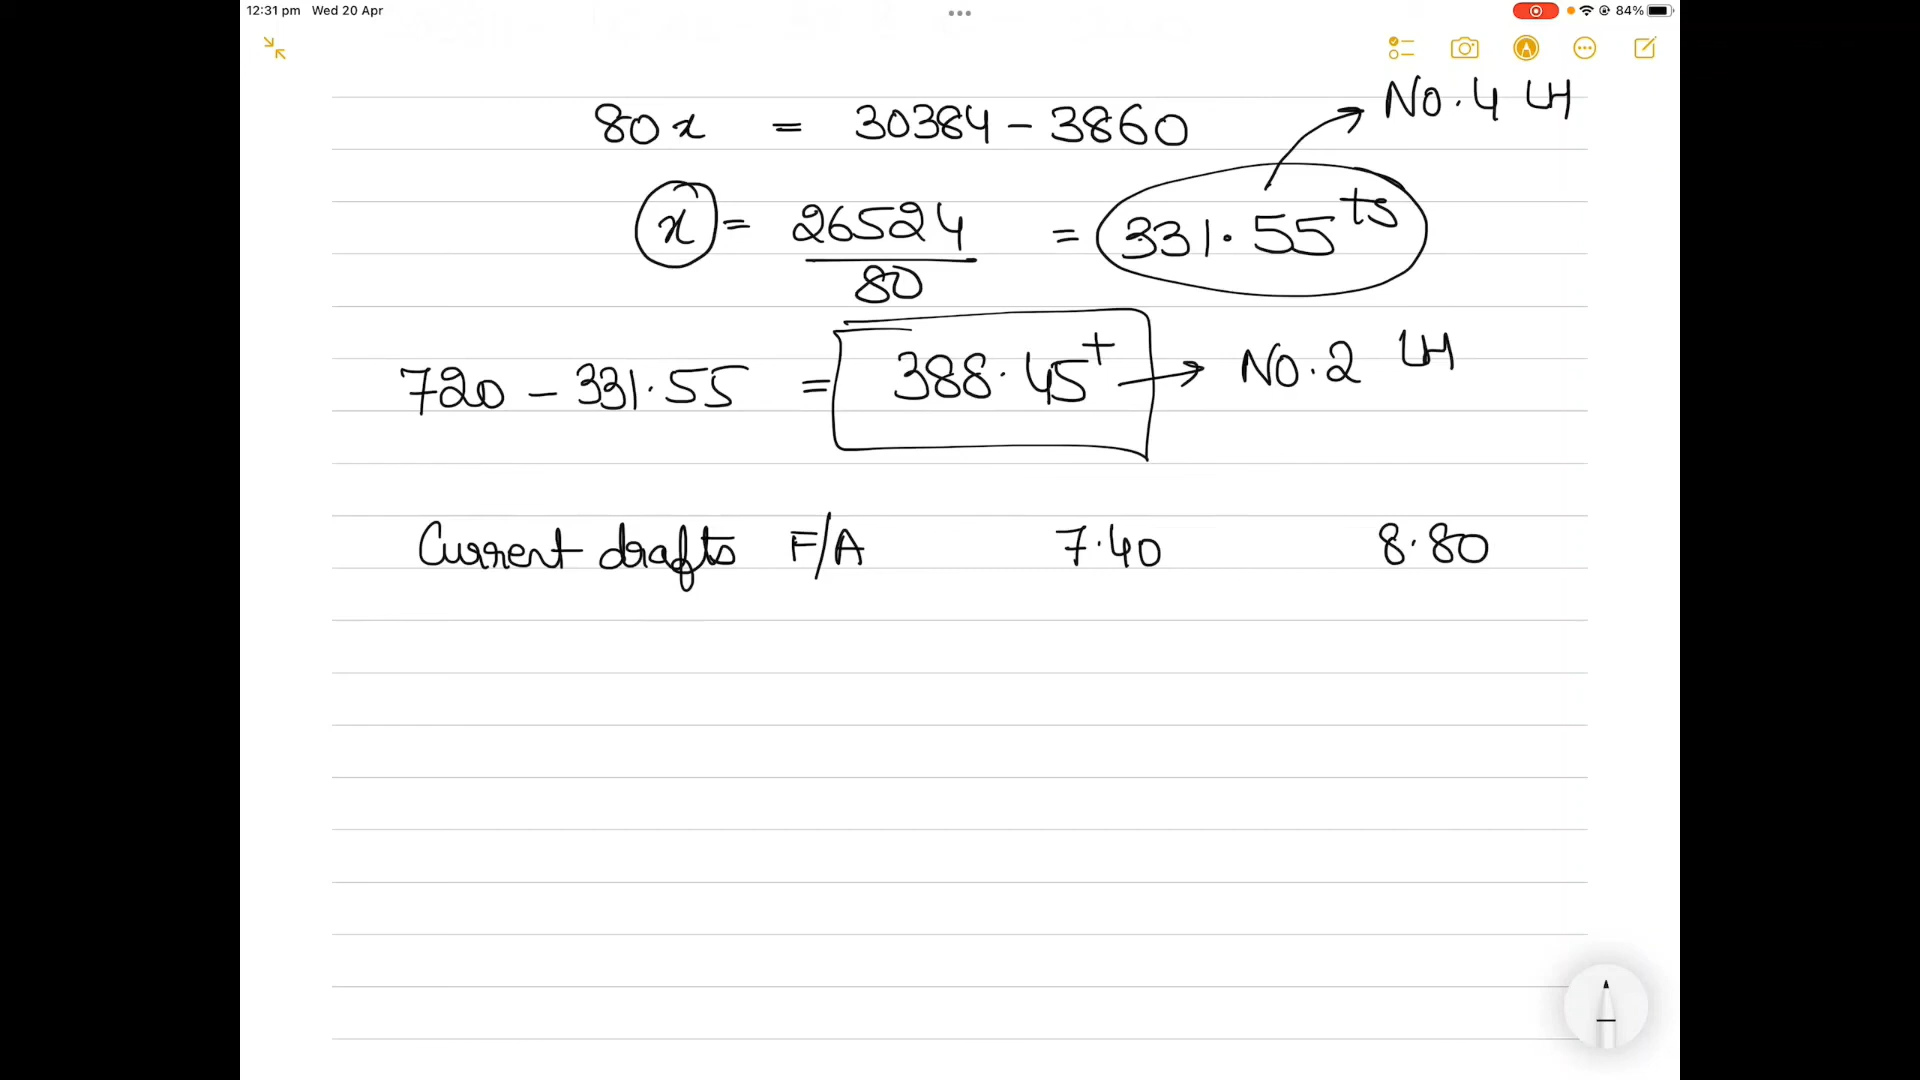 12:31 pm Wed 20 Apr 84%
No. 4 LH
80x = 30384 - 3860
x = 26524 / 80 = 331.55 ts
720 - 331.55 = 388.45 t → No. 2 LH
Current drafts F/A 7.40 8.80